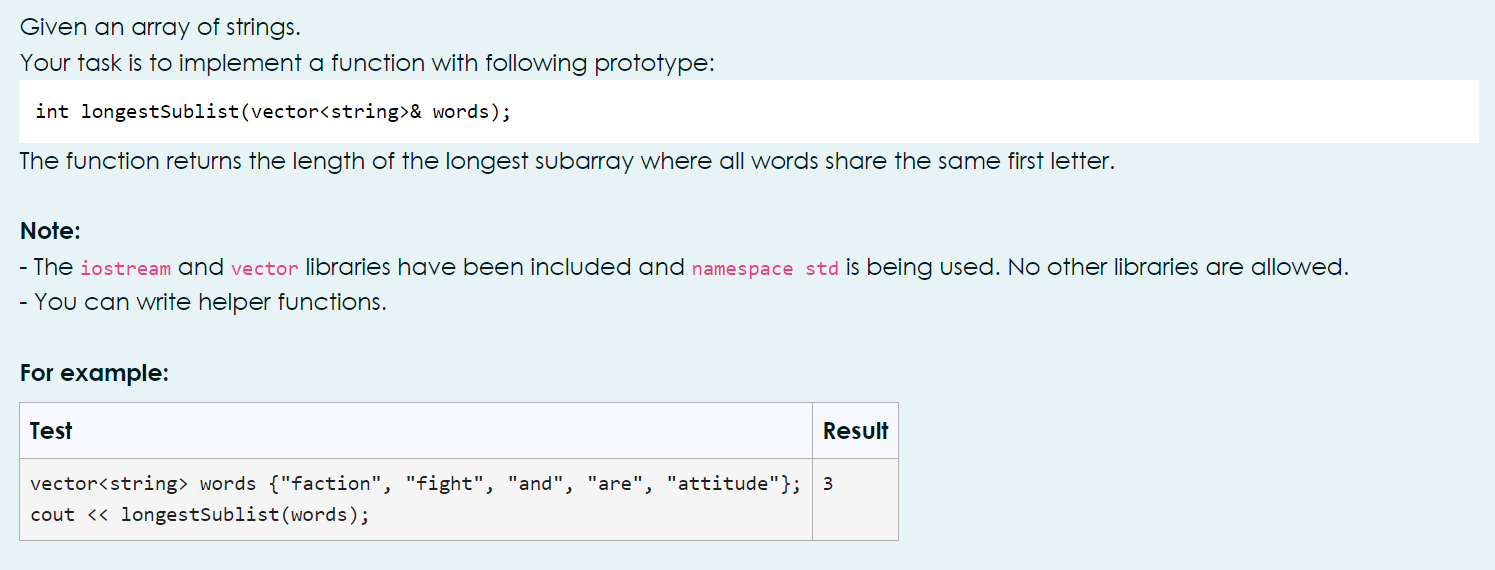 Given an array of strings.
Your task is to implement a function with following prototype:
int longestSublist(vector<string>& words);
The function returns the length of the longest subarray where all words share the same first letter.
Note:
- The iostream and vector libraries have been included and namespace std is being used. No other libraries are allowed.
- You can write helper functions.
For example:
Test Result
vector<string> words {"faction", "fight", "and", "are", "attitude"}; 3
cout << longestSublist(words);